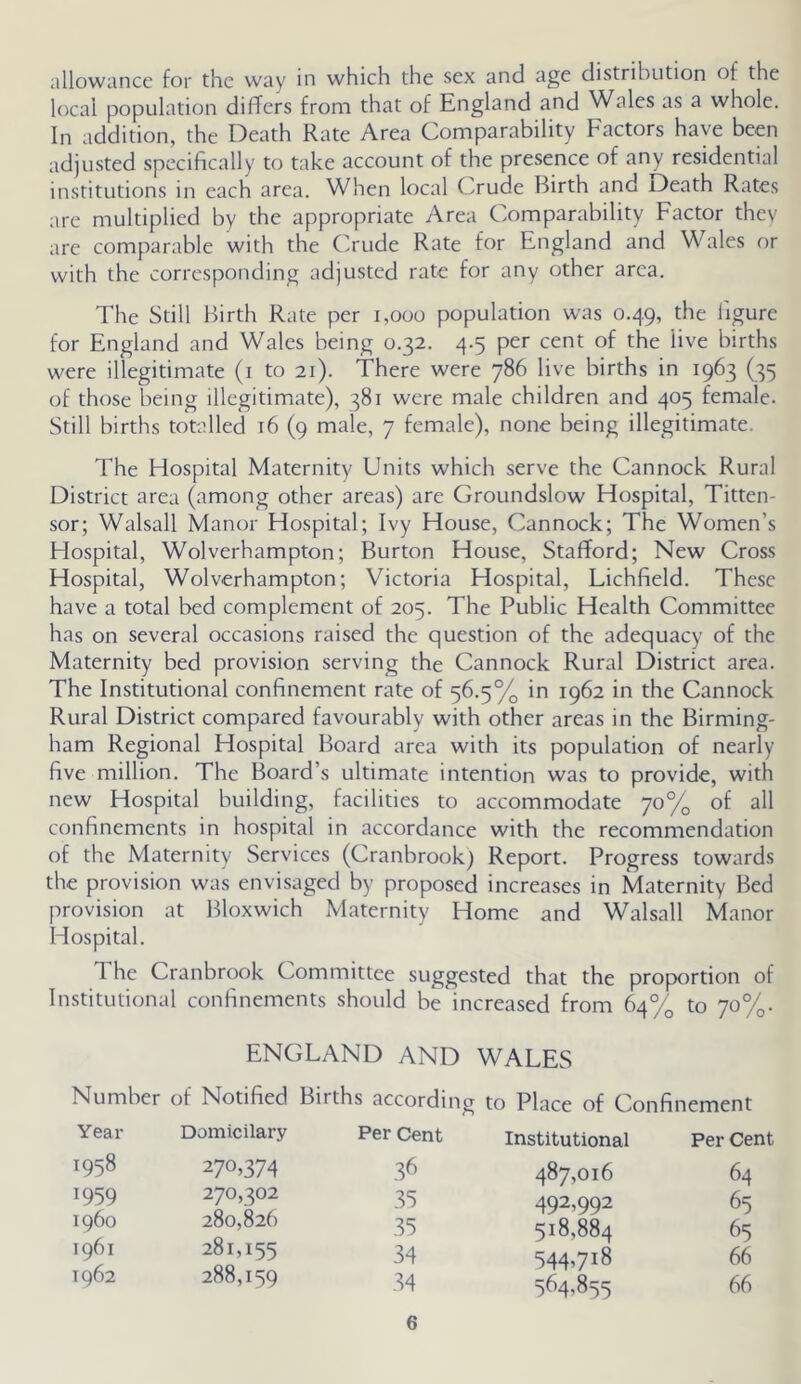 allowance for the way in which the sex and age distribution of the
local population differs from that of England and Wales as a whole.
In addition, the Death Rate Area Comparability Factors have been
adjusted specifically to take account of the presence of any residential
institutions in each area. When local Crude Birth and Death Rates
are multiplied by the appropriate Area Comparability Factor they
are comparable with the Crude Rate for England and Wales or
with the corresponding adjusted rate for any other area.
The Still Birth Rate per 1,000 population was 0.49, the figure
for England and Wales being 0.32. 4.5 per cent of the live births
were illegitimate (1 to 21). There were 786 live births in 1963 (35
of those being illegitimate), 381 were male children and 405 female.
Still births totalled 16 (9 male, 7 female), none being illegitimate.
The Hospital Maternity Units which serve the Cannock Rural
District area (among other areas) are Groundslow Hospital, Titten-
sor; Walsall Manor Hospital; Ivy House, Cannock; The Women's
Hospital, Wolverhampton; Burton House, Stafford; New Cross
Hospital, Wolverhampton; Victoria Hospital, Lichfield. These
have a total bed complement of 205. The Public Health Committee
has on several occasions raised the question of the adequacy of the
Maternity bed provision serving the Cannock Rural District area.
The Institutional confinement rate of 56.5% in 1962 in the Cannock
Rural District compared favourably with other areas in the Birming-
ham Regional Hospital Board area with its population of nearly
five million. The Board's ultimate intention was to provide, with
new Hospital building, facilities to accommodate 70% of all
confinements in hospital in accordance with the recommendation
of the Maternity Services (Cranbrook) Report. Progress towards
the provision was envisaged by proposed increases in Maternity Bed
provision at Bloxwich Maternity Home and Walsall Manor
Hospital.
The Cranbrook Committee suggested that the proportion of
Institutional confinements should be increased from 64% to 70%.
ENGLAND AND WALES
Number of Notified Births according to Place of Confinement
Year Domicilary Per Cent Institutional Per Cent
1958 270,374 36 487,016 64
1959 270,302 35 492,992 65
1960 280,826 35 518,884 65
1961 281,155 34 544,718 66
1962 288,159 34 564,855 66
6